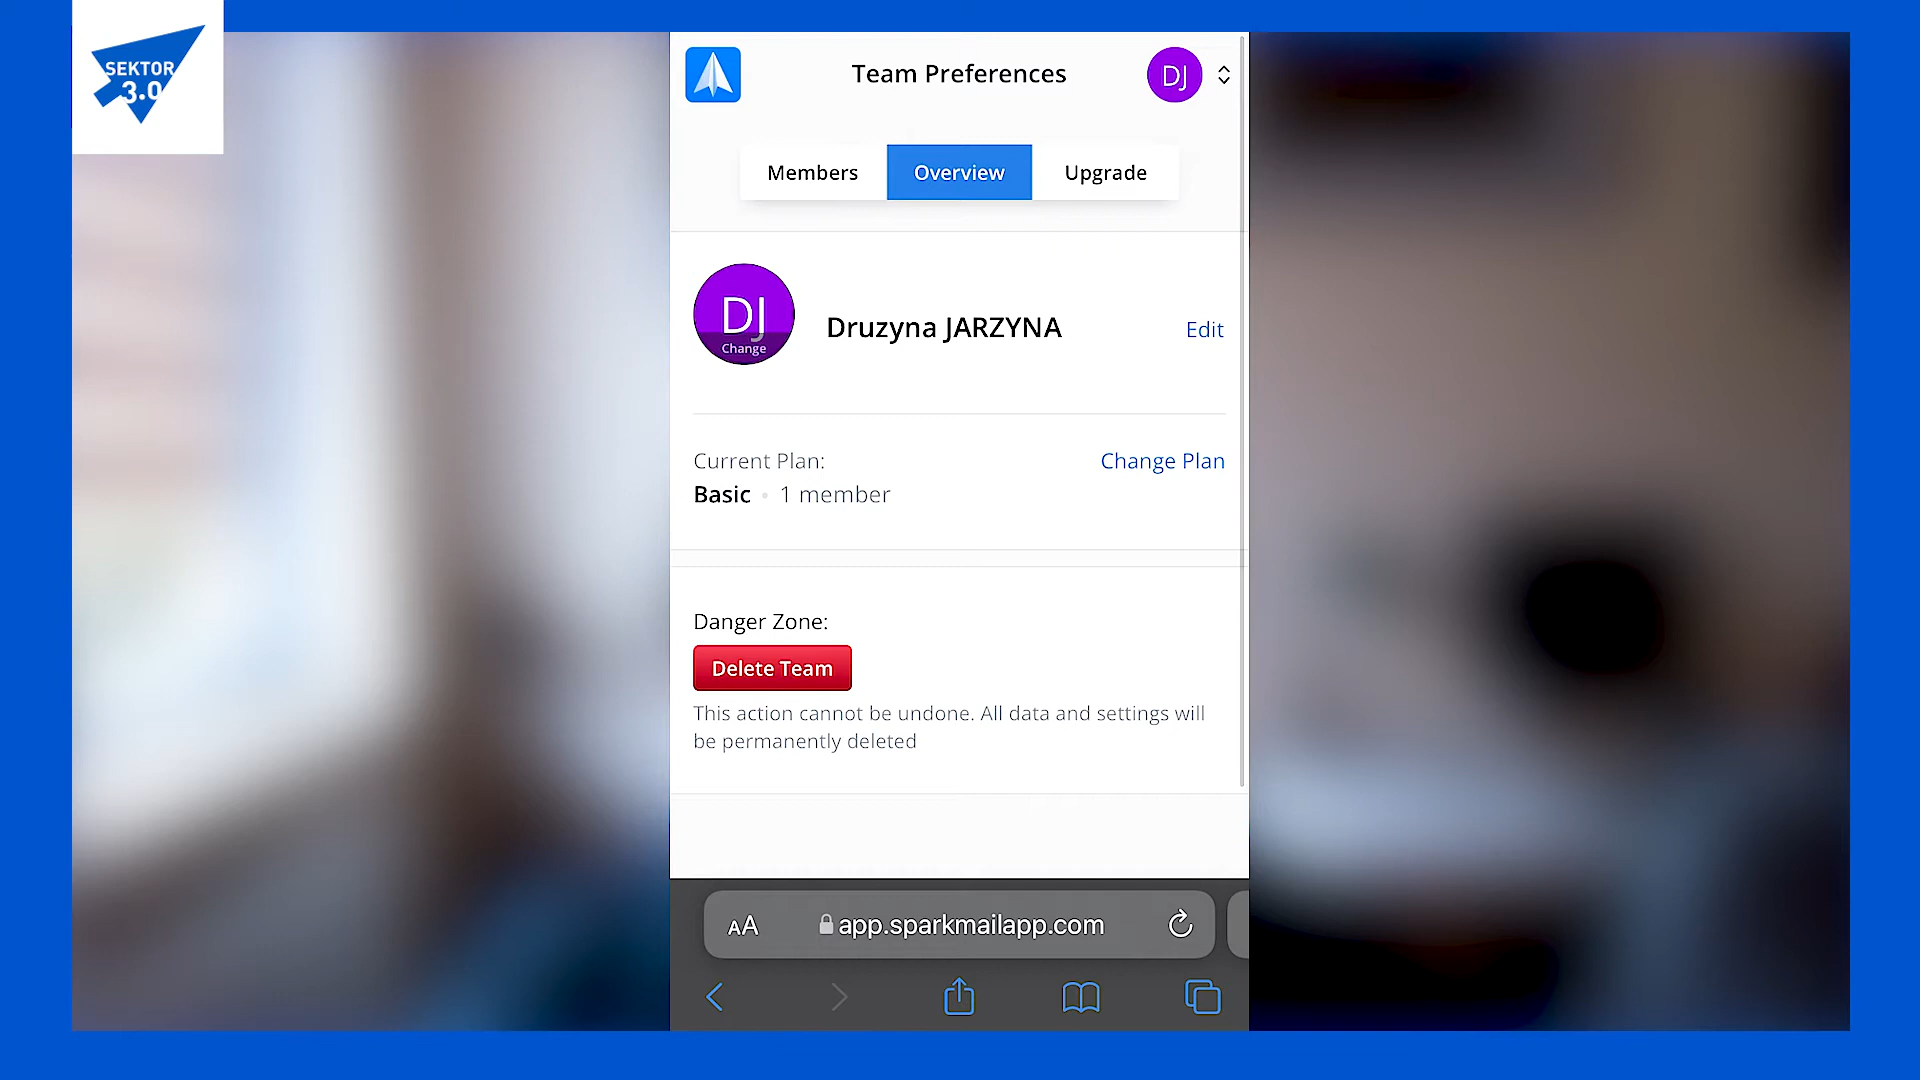 SEKTOR
3.0
Team Preferences
DJ
Members
Overview
Upgrade
DJ
Change
Druzyna JARZYNA
Edit
Current Plan:
Change Plan
Basic • 1 member
Danger Zone:
Delete Team
This action cannot be undone. All data and settings will
be permanently deleted
AA
app.sparkmailapp.com